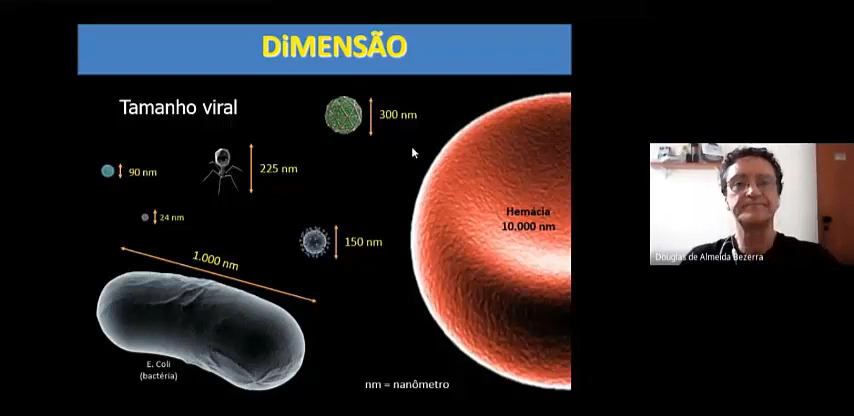 DiMENSÃO
Tamanho viral
300 nm
90 nm
225 nm
24 nm
150 nm
Hemácia
10.000 nm
1.000 nm
E. Coli
(bactéria)
nm = nanômetro
Douglas de Almeida Bezerra